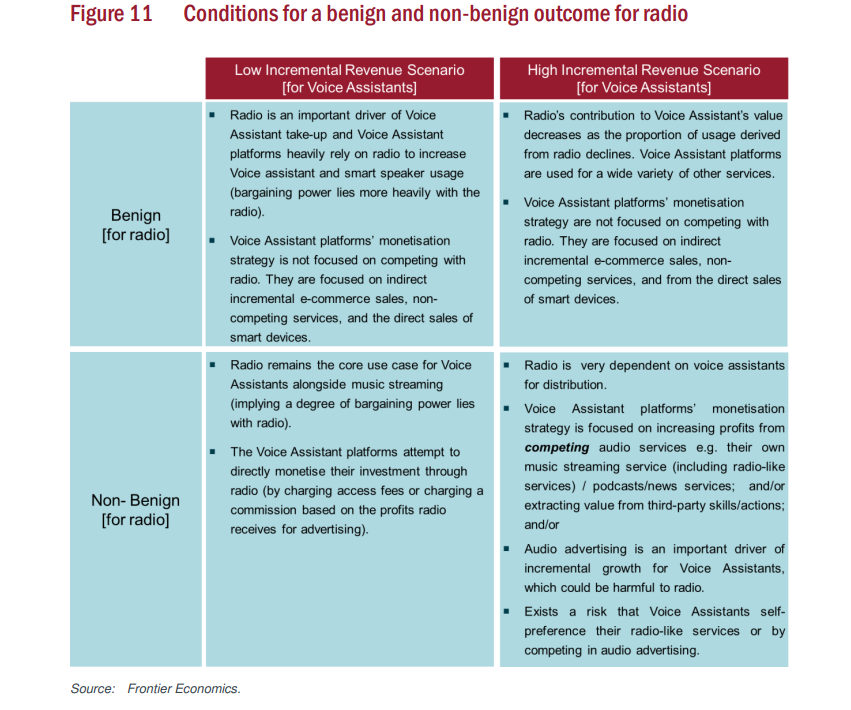 Figure 11 Conditions for a benign and non-benign outcome for radio
Low Incremental Revenue Scenario
[for Voice Assistants]
High Incremental Revenue Scenario
[for Voice Assistants]
Benign
[for radio]
▪ Radio is an important driver of Voice
Assistant take-up and Voice Assistant
platforms heavily rely on radio to increase
Voice assistant and smart speaker usage
(bargaining power lies more heavily with the
radio).
▪ Voice Assistant platforms' monetisation
strategy is not focused on competing with
radio. They are focused on indirect
incremental e-commerce sales, non-
competing services, and the direct sales of
smart devices.
▪ Radio's contribution to Voice Assistant's value
decreases as the proportion of usage derived
from radio declines. Voice Assistant platforms
are used for a wide variety of other services.
▪ Voice Assistant platforms' monetisation
strategy are not focused on competing with
radio. They are focused on indirect
incremental e-commerce sales, non-
competing services, and from the direct sales
of smart devices.
Non- Benign
[for radio]
▪ Radio remains the core use case for Voice
Assistants alongside music streaming
(implying a degree of bargaining power lies
with radio).
▪ The Voice Assistant platforms attempt to
directly monetise their investment through
radio (by charging access fees or charging a
commission based on the profits radio
receives for advertising).
▪ Radio is very dependent on voice assistants
for distribution.
▪ Voice Assistant platforms' monetisation
strategy is focused on increasing profits from
competing audio services e.g. their own
music streaming service (including radio-like
services) / podcasts/news services; and/or
extracting value from third-party skills/actions;
and/or
▪ Audio advertising is an important driver of
incremental growth for Voice Assistants,
which could be harmful to radio.
▪ Exists a risk that Voice Assistants self-
preference their radio-like services or by
competing in audio advertising.
Source: Frontier Economics.